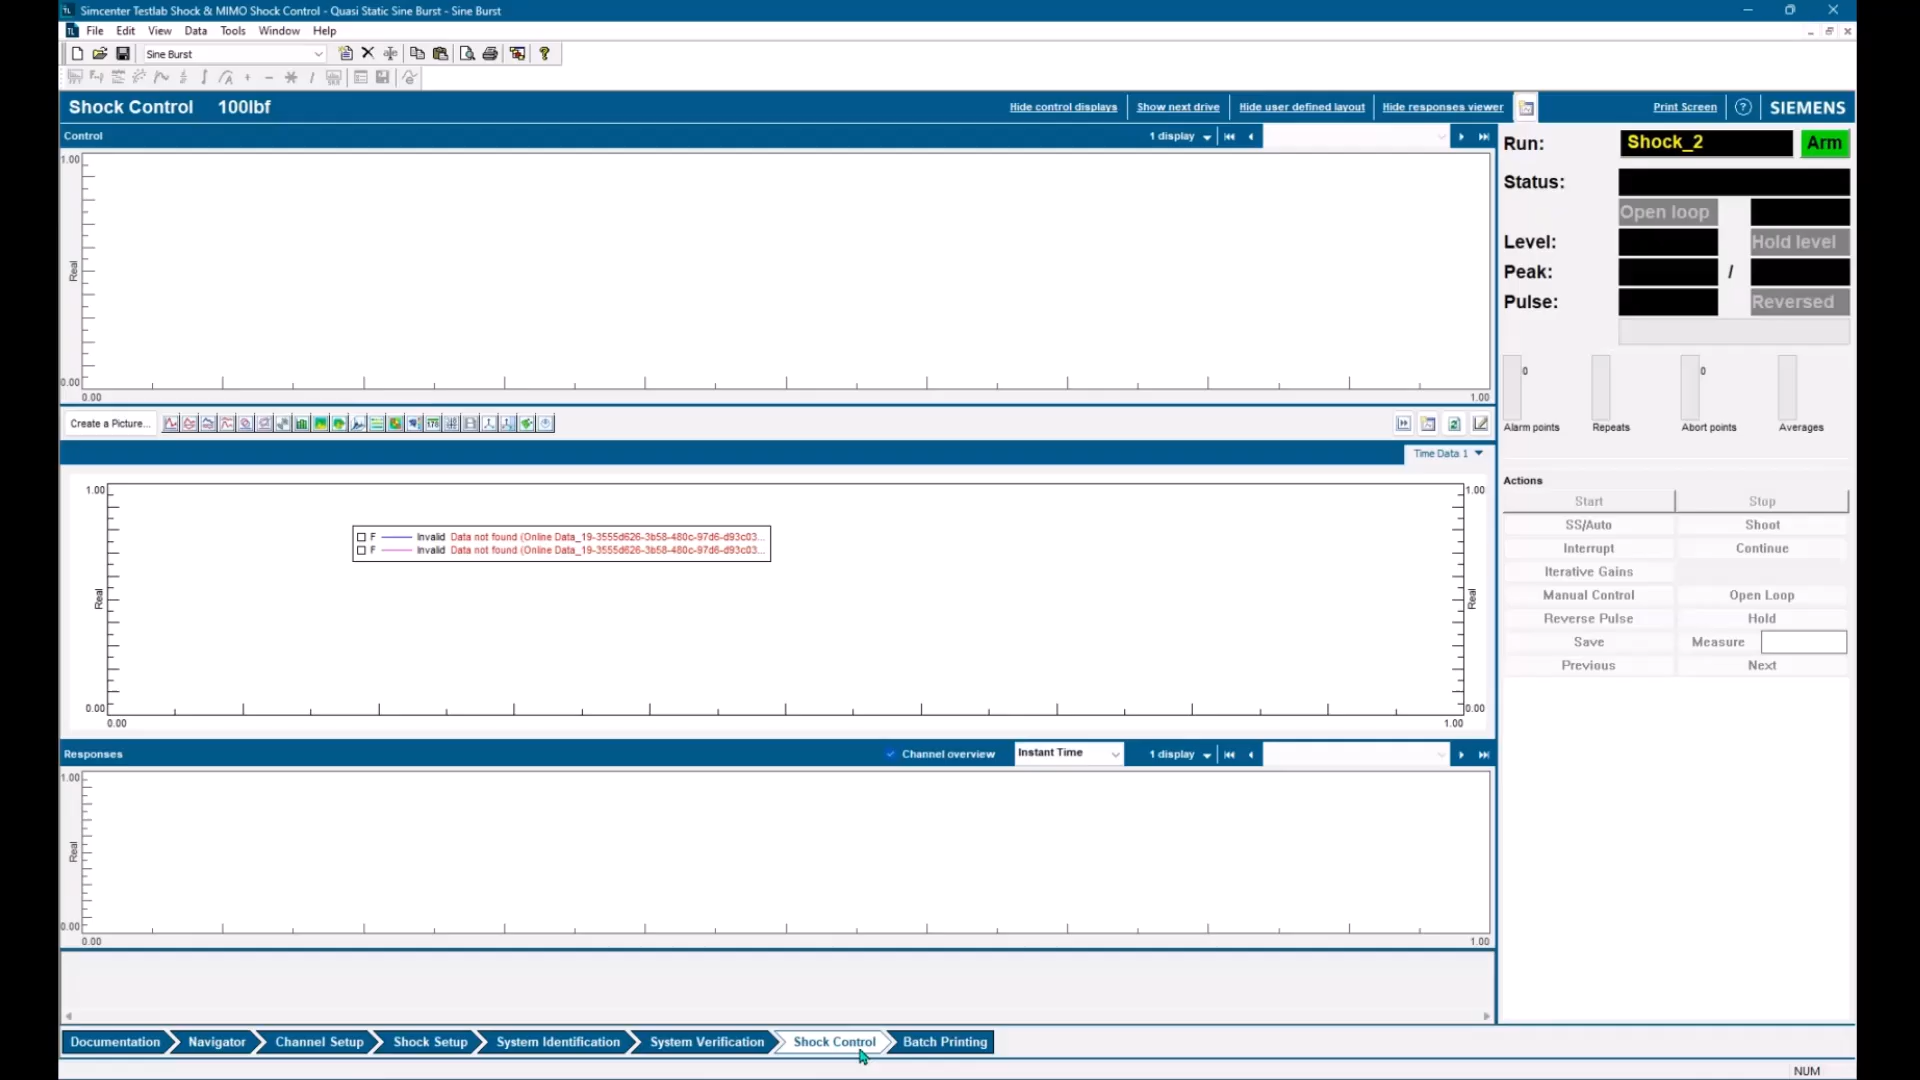 Simcenter Testlab Shock & MIMO Shock Control - Quasi Static Sine Burst - Sine Burst
File Edit View Data Tools Window Help
Sine Burst
Shock Control 100lbf Hide control displays Show next drive Hide user defined layout Hide responses viewer Print Screen SIEMENS
Control 1 display
Run: Shock_2 Arm
Status:
Open loop
Level: Hold level
Peak: /
Pulse: Reversed
1.00
Real
0.00
0.00 1.00
0 0
Alarm points Repeats Abort points Averages
Create a Picture...
Time Data 1
1.00 1.00
F Invalid Data not found (Online Data_19-3555d626-3b58-480c-97d6-d93c03...
F Invalid Data not found (Online Data_19-3555d626-3b58-480c-97d6-d93c03...
Real Real
0.00 0.00
0.00 1.00
Actions
Start Stop
SS/Auto Shoot
Interrupt Continue
Iterative Gains
Manual Control Open Loop
Reverse Pulse Hold
Save Measure
Previous Next
Responses Channel overview Instant Time 1 display
1.00
Real
0.00
0.00 1.00
Documentation Navigator Channel Setup Shock Setup System Identification System Verification Shock Control Batch Printing
NUM